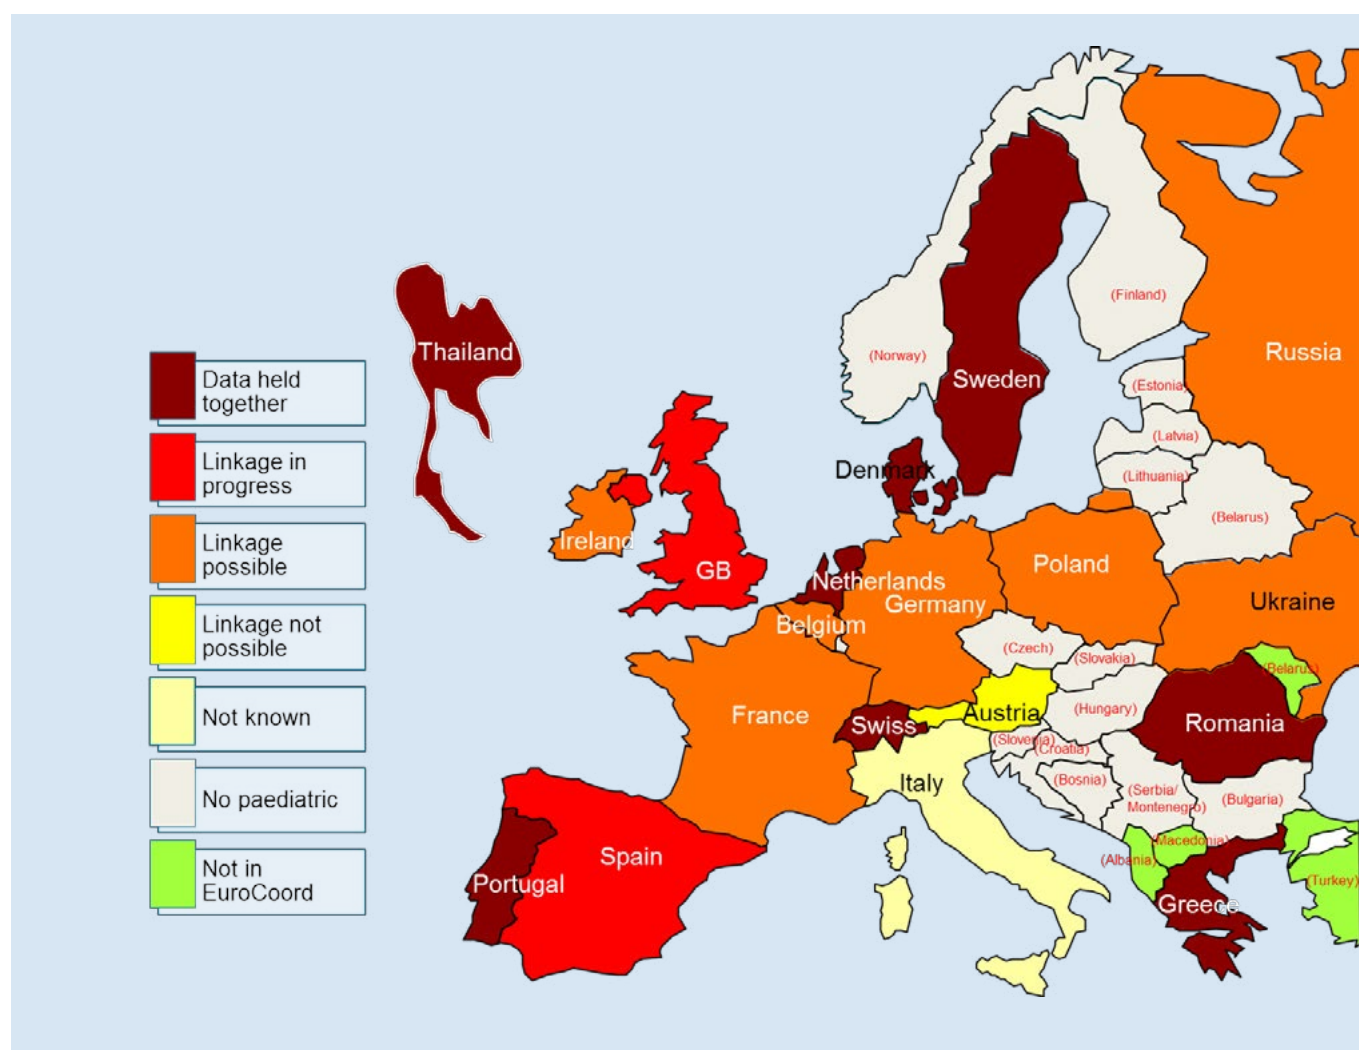 Data held
together
Linkage in
progress
Linkage
possible
Linkage not
possible
Not known
No paediatric
Not in
EuroCoord
Thailand
(Finland)
(Norway)
Russia
Sweden
(Estonia)
(Latvia)
Denmark
(Lithuania)
(Belarus)
Ireland
GB
Netherlands
Poland
Germany
Ukraine
Belgium
(Czech)
(Slovakia)
(Belarus)
France
Swiss
Austria
(Hungary)
Romania
(Slovenia)
(Croatia)
Italy
(Bosnia)
(Serbia/
Montenegro)
(Bulgaria)
Spain
(Macedonia)
(Albania)
Portugal
(Turkey)
Greece